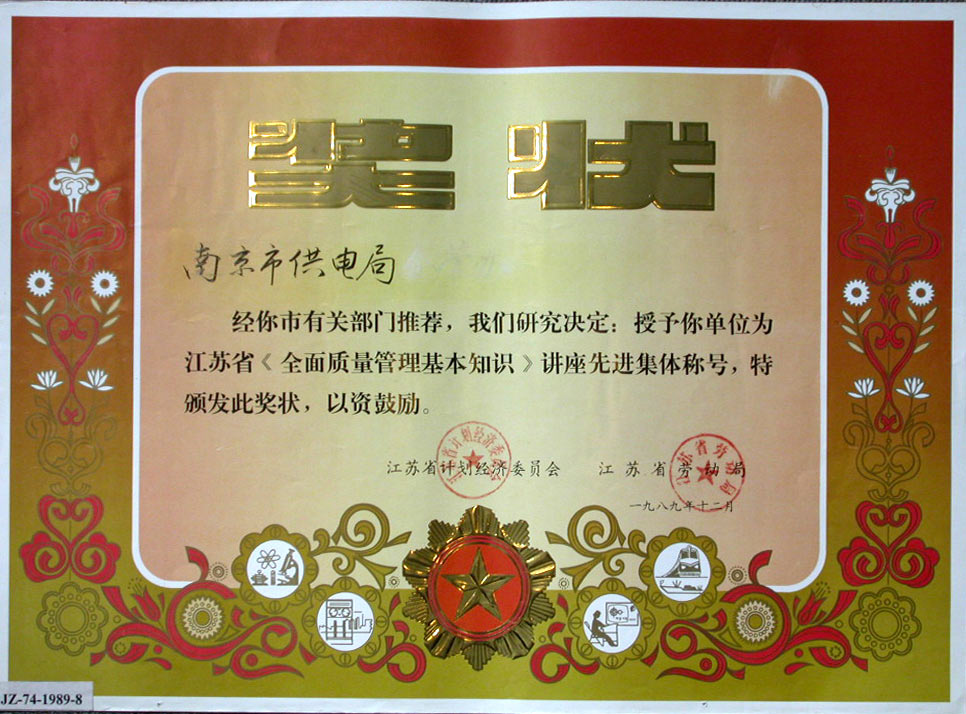 奖状
南京市供电局
经你市有关部门推荐，我们研究决定：授予你单位为
江苏省《全面质量管理基本知识》讲座先进集体称号，特
颁发此奖状，以资鼓励。
江苏省计划经济委员会 江苏省劳动局
一九八九年十二月
JZ-74-1989-8